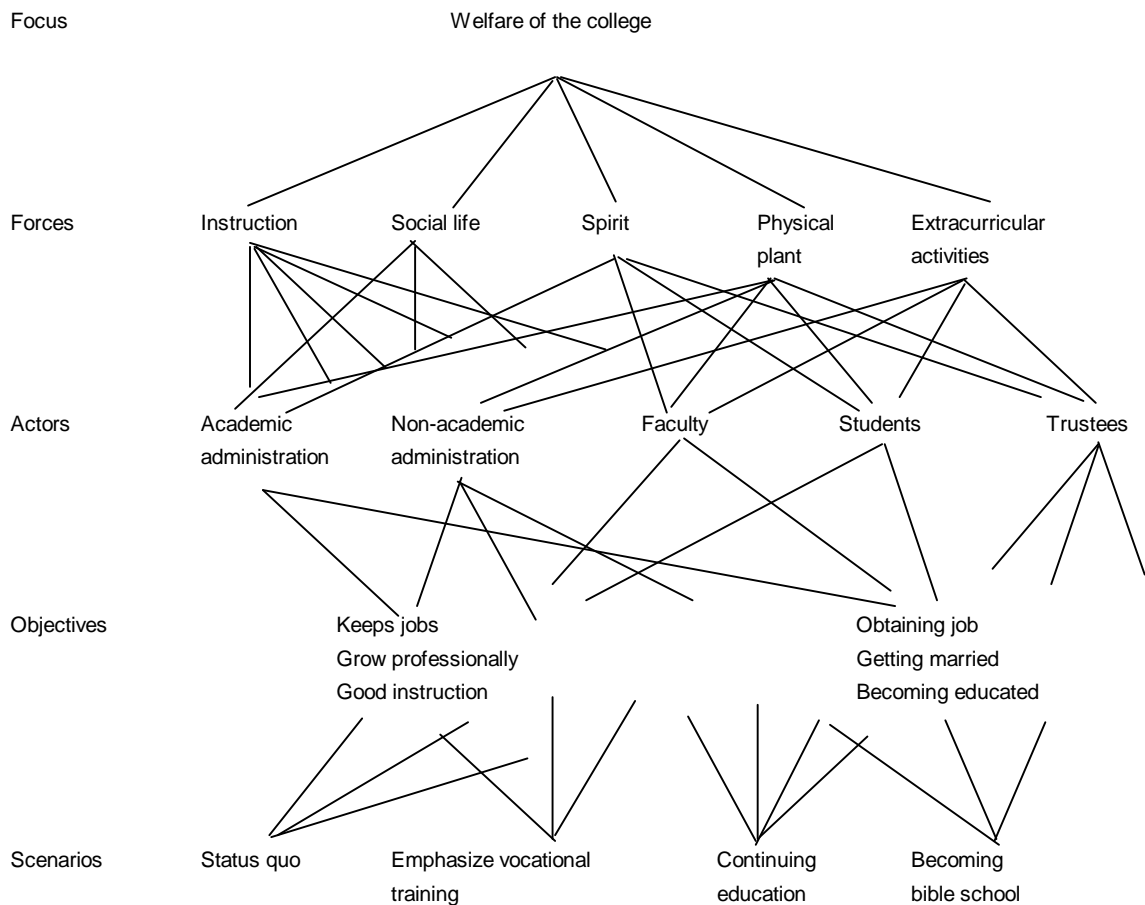 Focus Welfare of the college
Forces Instruction Social life Spirit Physical Extracurricular
plant activities
Actors Academic Non-academic Faculty Students Trustees
administration administration
Objectives Keeps jobs Obtaining job
Grow professionally Getting married
Good instruction Becoming educated
Scenarios Status quo Emphasize vocational Continuing Becoming
training education bible school